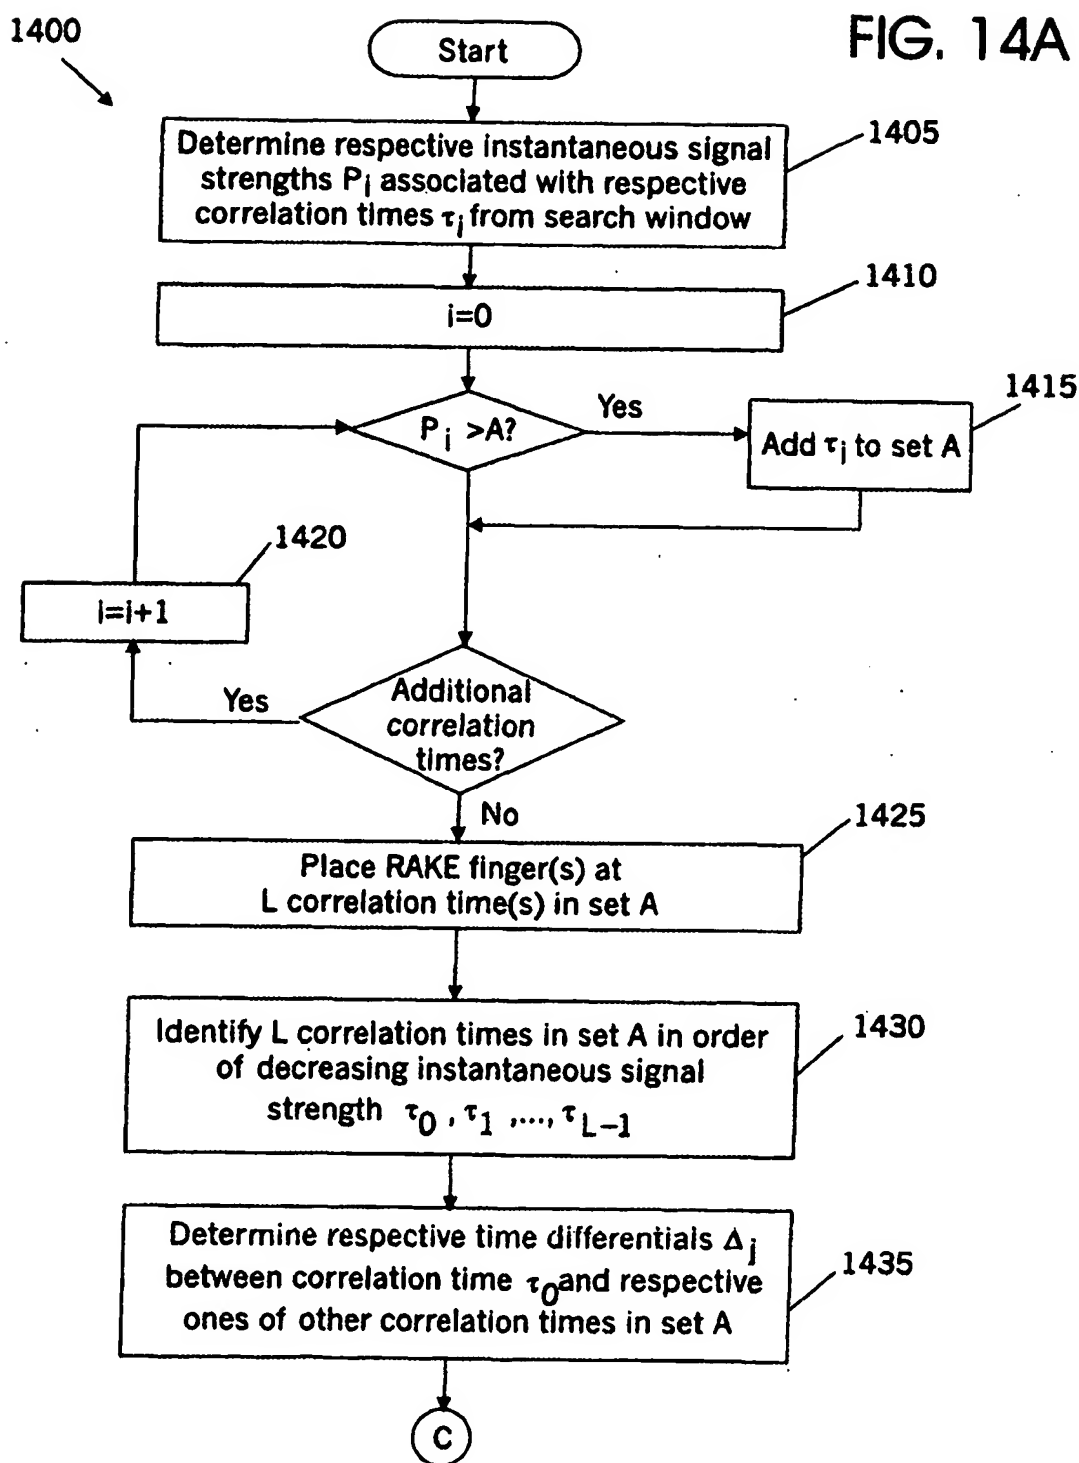 1400
FIG. 14A
Start
1405
Determine respective instantaneous signal
strengths Pi associated with respective
correlation times τi from search window
1410
i=0
Pi >A?
Yes
1415
Add τi to set A
1420
i=i+1
Yes
Additional
correlation
times?
No
1425
Place RAKE finger(s) at
L correlation time(s) in set A
1430
Identify L correlation times in set A in order
of decreasing instantaneous signal
strength τ0 , τ1 ,..., τL-1
1435
Determine respective time differentials Δj
between correlation time τ0 and respective
ones of other correlation times in set A
C